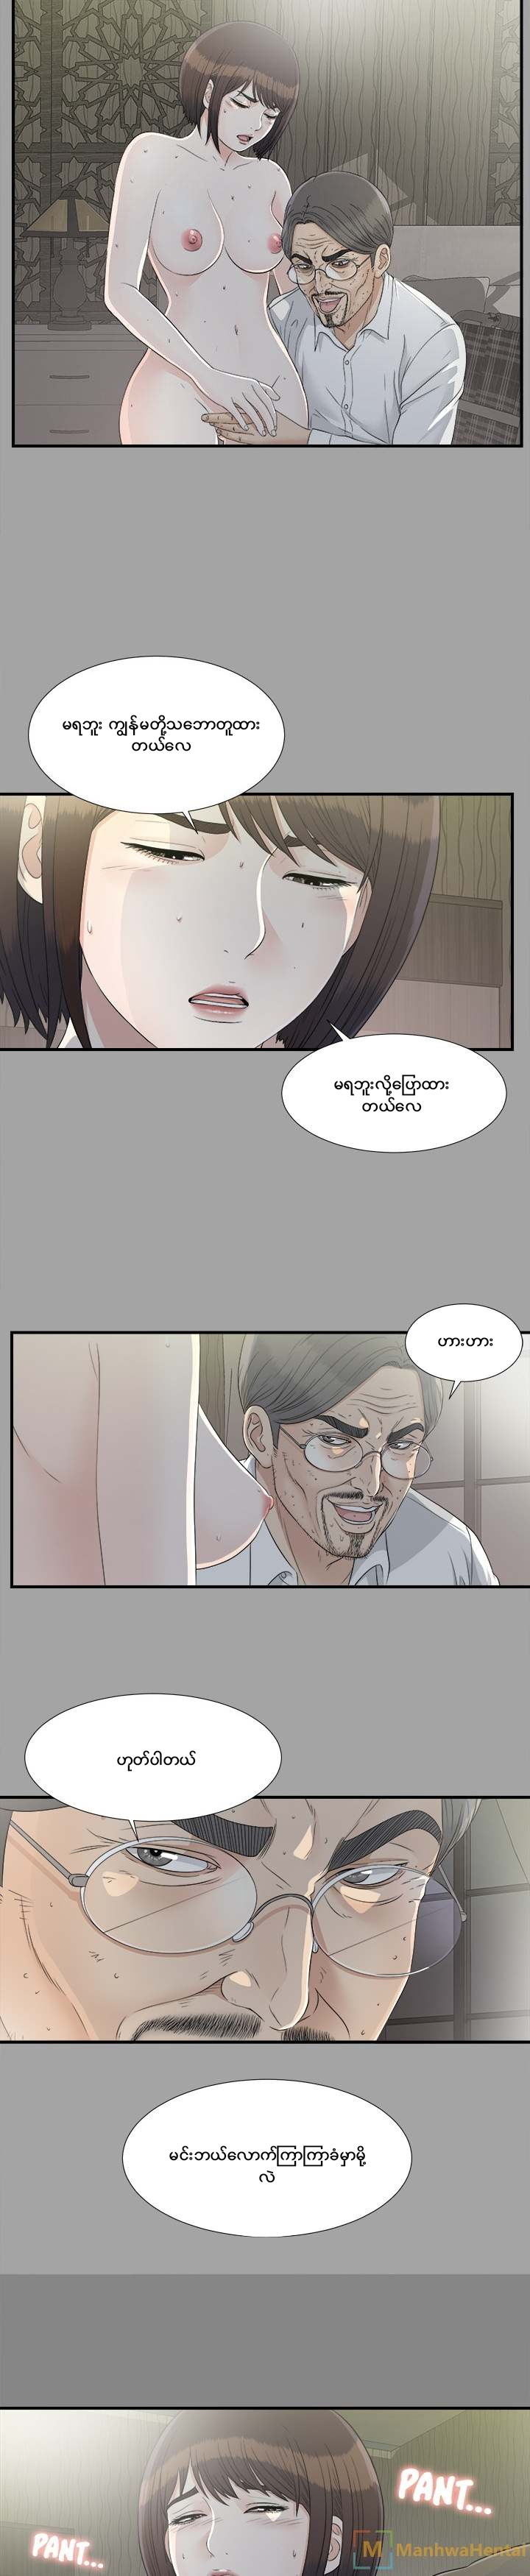 မရဘူး ကျွန်မတို့သဘောတူထား
တယ်လေ
မရဘူးလို့ပြောထား
တယ်လေ
ဟားဟား
ဟုတ်ပါတယ်
မင်းဘယ်လောက်ကြာကြာခံမှာမို့
လဲ
PANT...
PANT...
ManhwaHentai